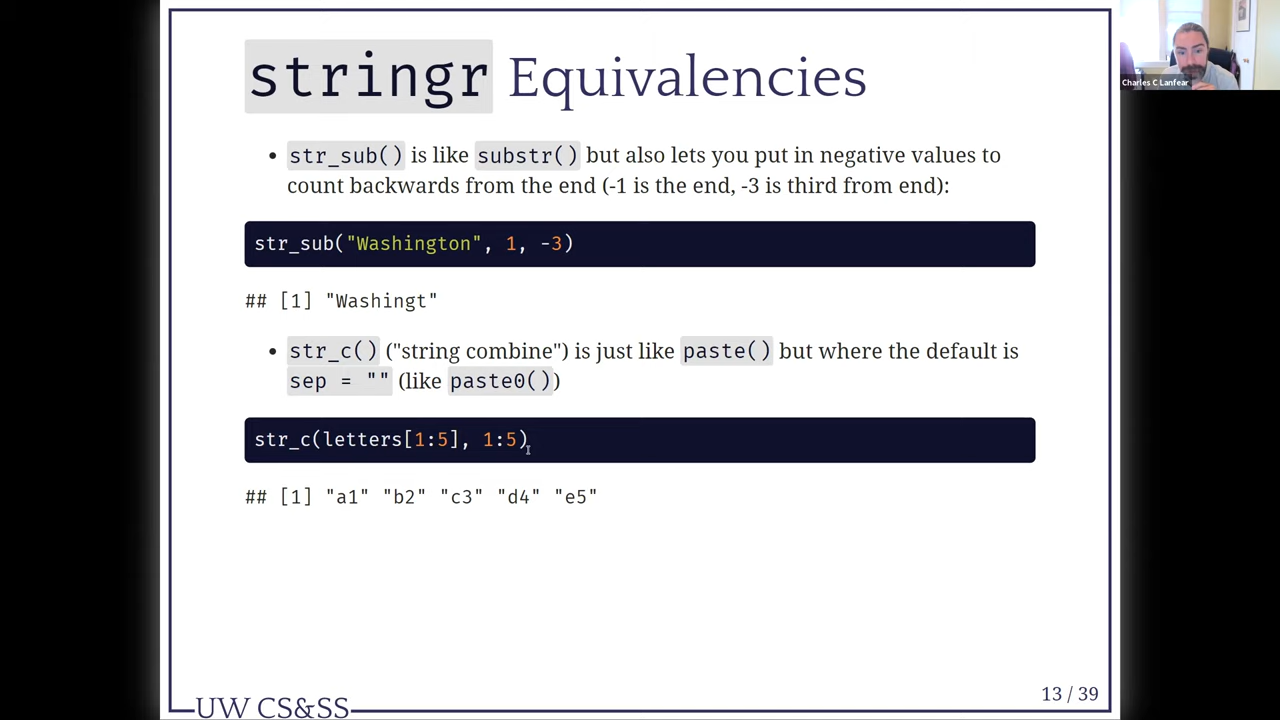 stringr Equivalencies
Charles C Lanfear
• str_sub() is like substr() but also lets you put in negative values to
count backwards from the end (-1 is the end, -3 is third from end):
str_sub("Washington", 1, -3)
## [1] "Washingt"
• str_c() ("string combine") is just like paste() but where the default is
sep = "" (like paste0())
str_c(letters[1:5], 1:5)
## [1] "a1" "b2" "c3" "d4" "e5"
13 / 39
UW CS&SS